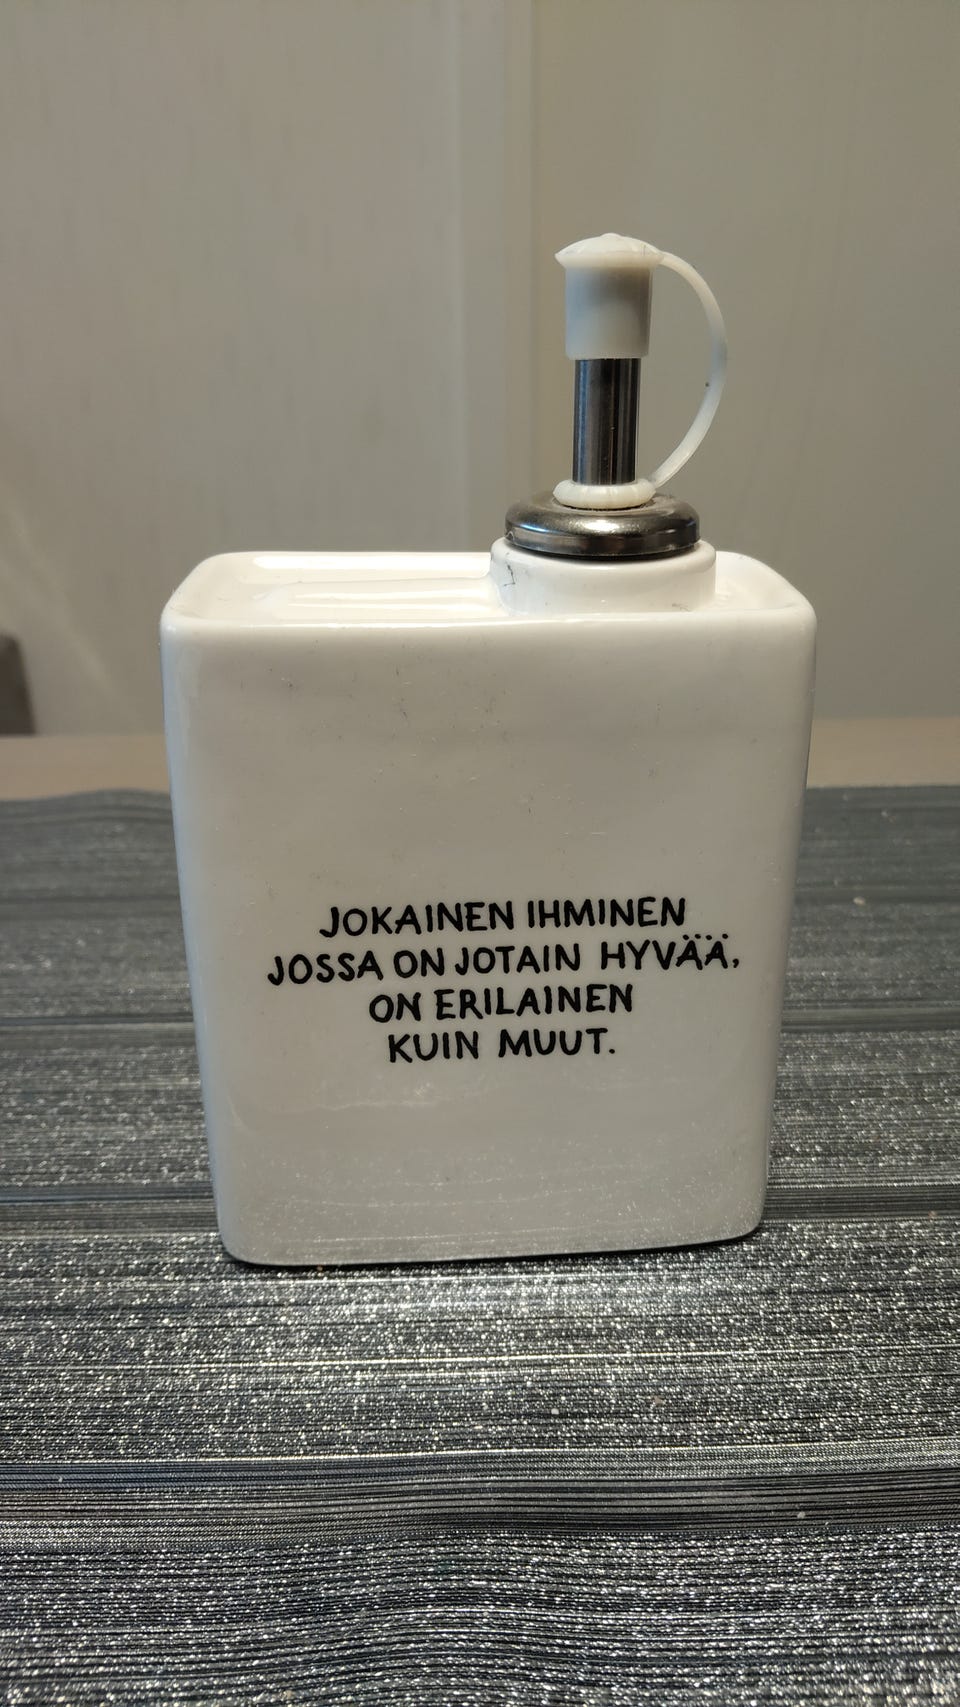 JOKAINEN IHMINEN
JOSSA ON JOTAIN HYVÄÄ,
ON ERILAINEN
KUIN MUUT.